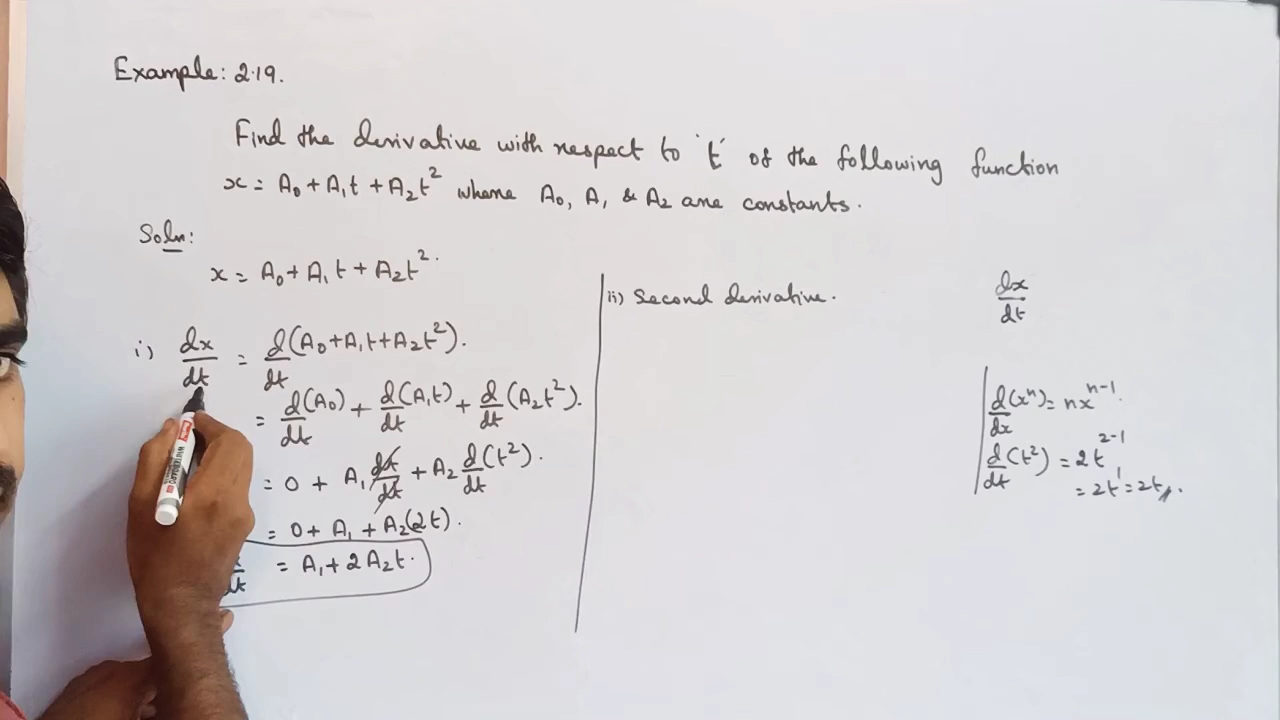 Example: 2.19.
Find the derivative with respect to 't' of the following function
x = A₀ + A₁t + A₂t² where A₀, A₁ & A₂ are constants.
Soln:
x = A₀ + A₁t + A₂t².
i) dx/dt = d/dt (A₀ + A₁t + A₂t²).
= d/dt (A₀) + d/dt (A₁t) + d/dt (A₂t²).
= 0 + A₁ dt/dt + A₂ d/dt (t²).
= 0 + A₁ + A₂(2t).
= A₁ + 2A₂t.
ii) Second derivative.
dx/dt
d/dx (xⁿ) = nxⁿ⁻¹.
d/dt (t²) = 2t²⁻¹
= 2t¹ = 2t//.